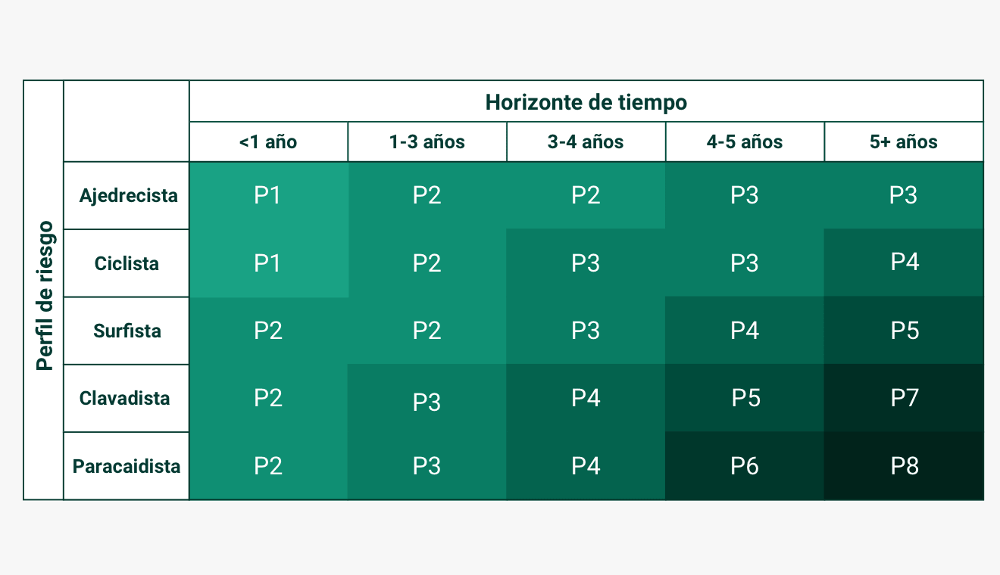 Horizonte de tiempo
<1 año 1-3 años 3-4 años 4-5 años 5+ años
Perfil de riesgo
Ajedrecista P1 P2 P2 P3 P3
Ciclista P1 P2 P3 P3 P4
Surfista P2 P2 P3 P4 P5
Clavadista P2 P3 P4 P5 P7
Paracaidista P2 P3 P4 P6 P8